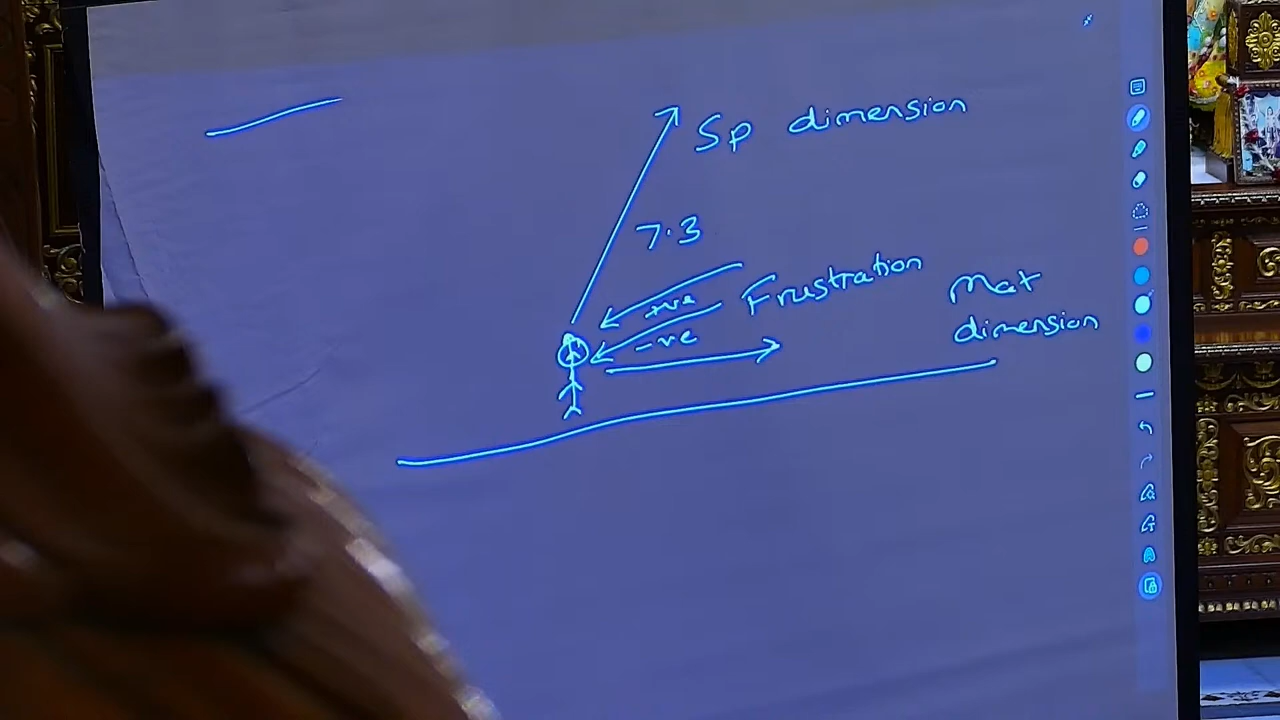 Sp dimension
7.3
+ve Frustration
-ve
Mat
dimension